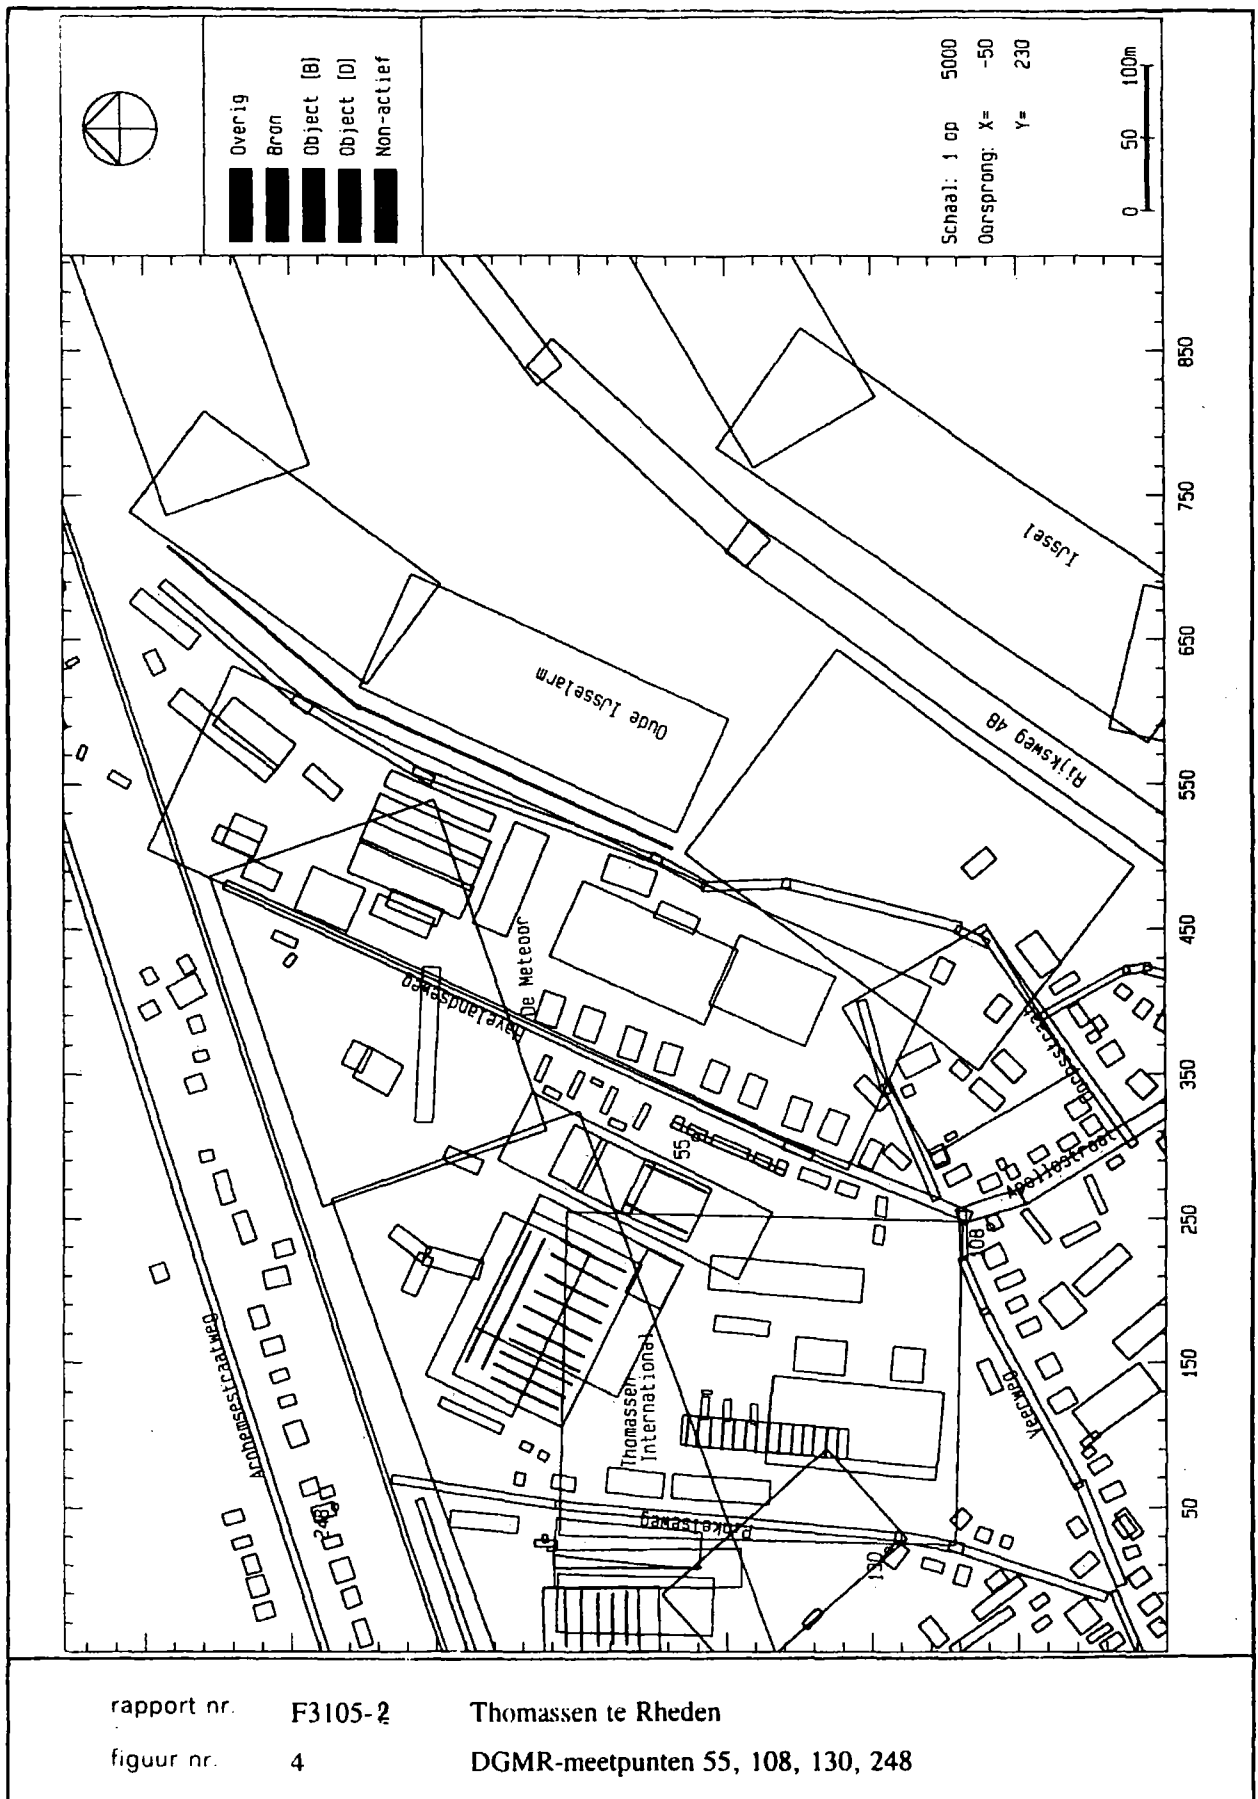 Overig
Bron
Object [B]
Object [D]
Non-actief
Schaal: 1 op 5000
Oorsprong: X= -50
Y= 230
0 50 100m
850
750
650
550
450
350
250
150
50
IJssel
Rijksweg 48
Oude IJsselarm
De Meteoor
Havelandseweg
55
Apollostraat
108
Veerweg
Arnhemsestraatweg
Thomassen
International
248
130
rapport nr. F3105-2 Thomassen te Rheden
figuur nr. 4 DGMR-meetpunten 55, 108, 130, 248